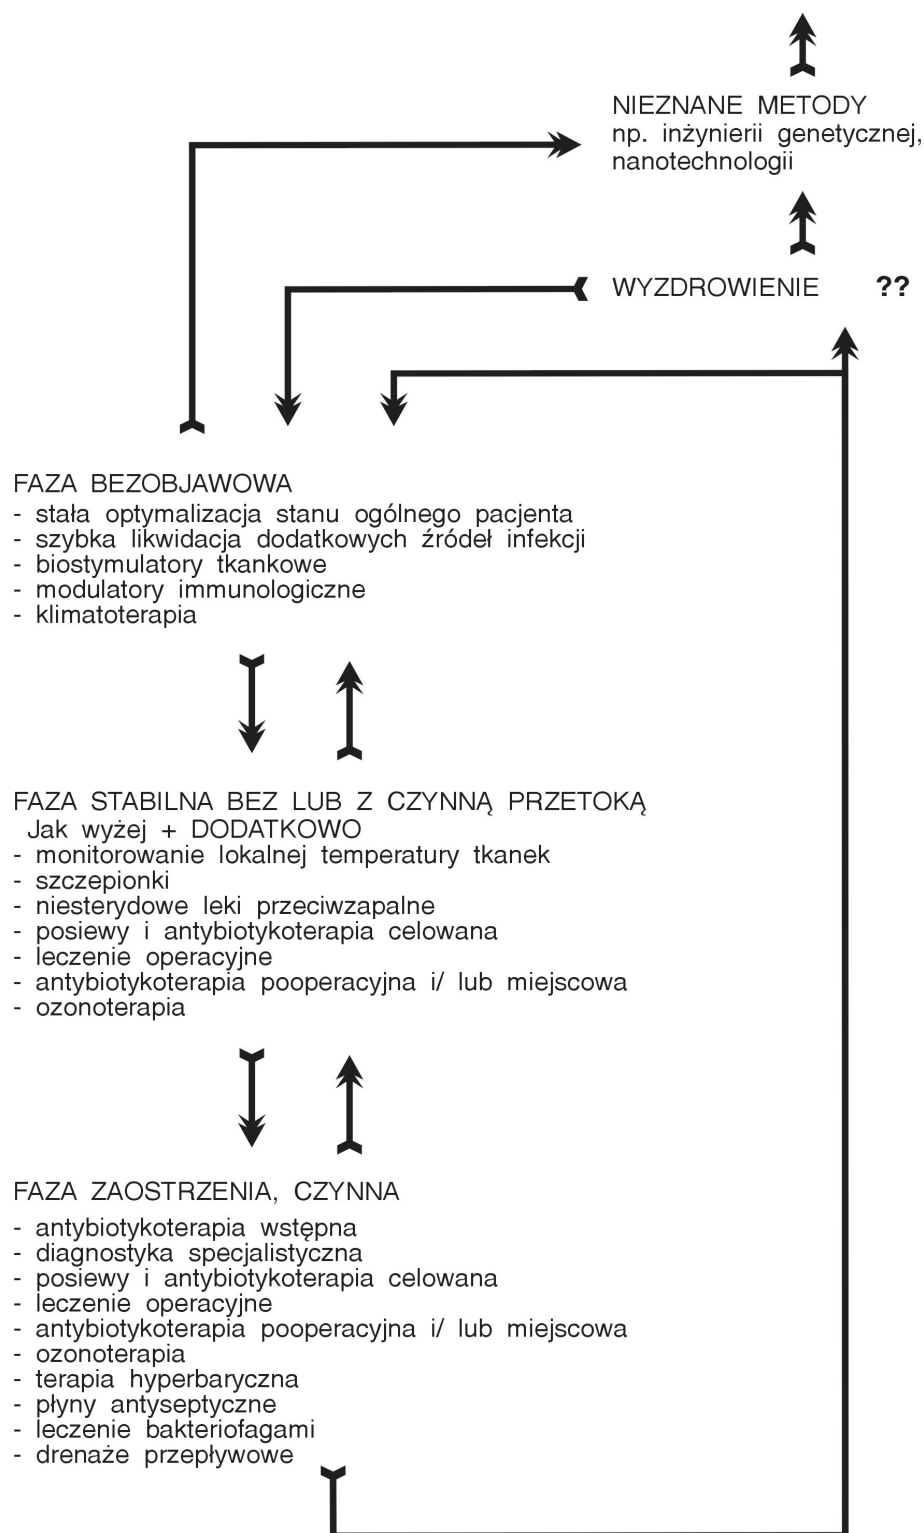 NIEZNANE METODY
np. inżynierii genetycznej,
nanotechnologii
WYZDROWIENIE ??
FAZA BEZOBJAWOWA
- stała optymalizacja stanu ogólnego pacjenta
- szybka likwidacja dodatkowych źródeł infekcji
- biostymulatory tkankowe
- modulatory immunologiczne
- klimatoterapia
FAZA STABILNA BEZ LUB Z CZYNNĄ PRZETOKĄ
Jak wyżej + DODATKOWO
- monitorowanie lokalnej temperatury tkanek
- szczepionki
- niesterydowe leki przeciwzapalne
- posiewy i antybiotykoterapia celowana
- leczenie operacyjne
- antybiotykoterapia pooperacyjna i/ lub miejscowa
- ozonoterapia
FAZA ZAOSTRZENIA, CZYNNA
- antybiotykoterapia wstępna
- diagnostyka specjalistyczna
- posiewy i antybiotykoterapia celowana
- leczenie operacyjne
- antybiotykoterapia pooperacyjna i/ lub miejscowa
- ozonoterapia
- terapia hyperbaryczna
- płyny antyseptyczne
- leczenie bakteriofagami
- drenaże przepływowe